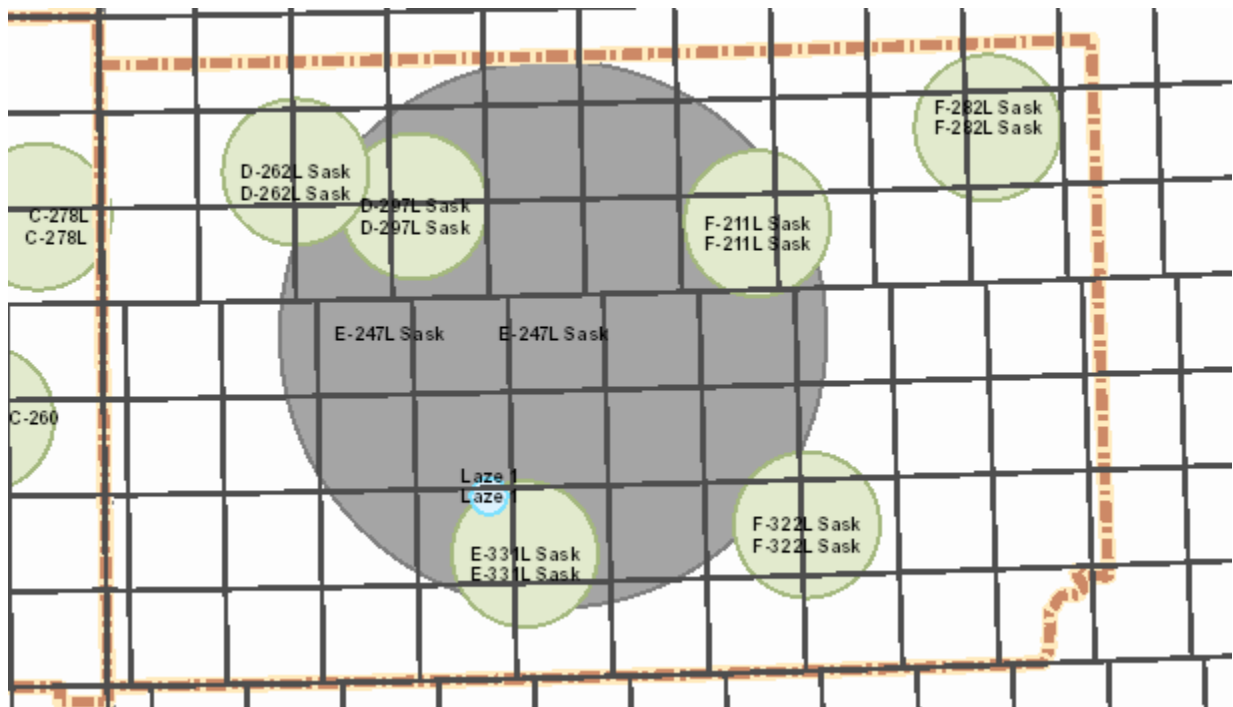 F-282L Sask
F-282L Sask
D-262L Sask
D-262L Sask
D-297L Sask
D-297L Sask
C-278L
C-278L
F-211L Sask
F-211L Sask
E-247L Sask
E-247L Sask
C-260
Laze 1
Laze 1
F-322L Sask
F-322L Sask
E-331L Sask
E-331L Sask